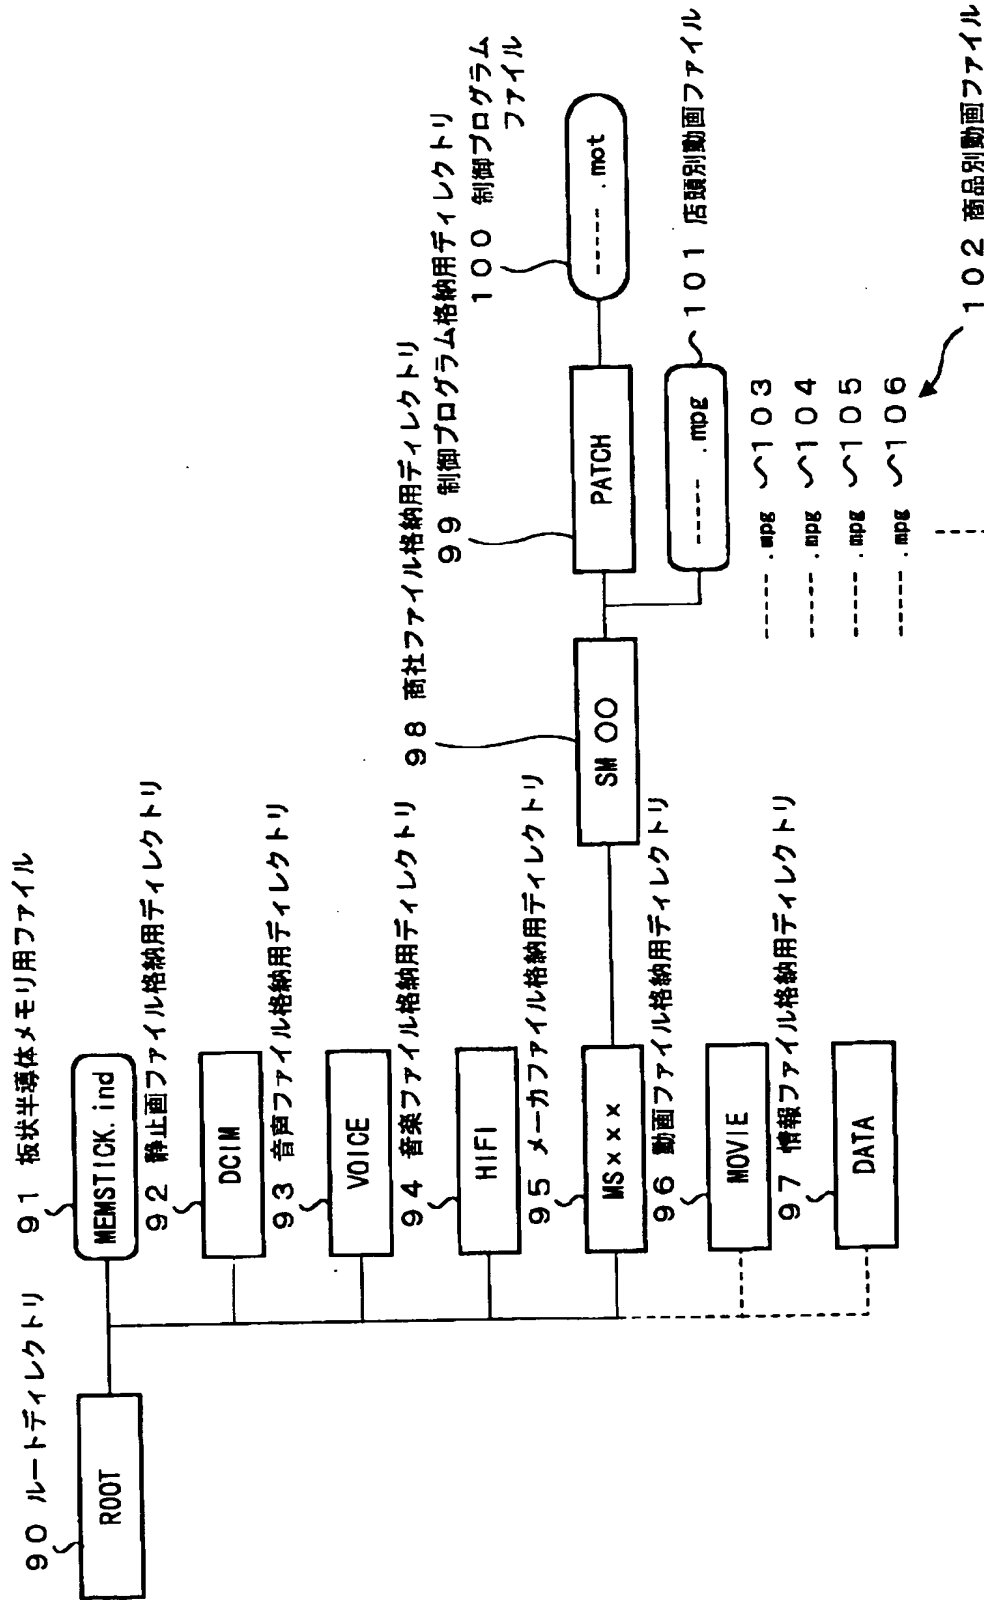 90 ルートディレクトリ
ROOT
91 板状半導体メモリ用ファイル
MEMSTICK.ind
92 静止画ファイル格納用ディレクトリ
DCIM
93 音声ファイル格納用ディレクトリ
VOICE
94 音楽ファイル格納用ディレクトリ
HIFI
95 メーカファイル格納用ディレクトリ
MS×××
96 動画ファイル格納用ディレクトリ
MOVIE
97 情報ファイル格納用ディレクトリ
DATA
98 商社ファイル格納用ディレクトリ
SM〇〇
99 制御プログラム格納用ディレクトリ
PATCH
100 制御プログラム
ファイル
-----.mot
101 店頭別動画ファイル
-----.mpg
-----.mpg 〜103
-----.mpg 〜104
-----.mpg 〜105
-----.mpg 〜106
102 商品別動画ファイル